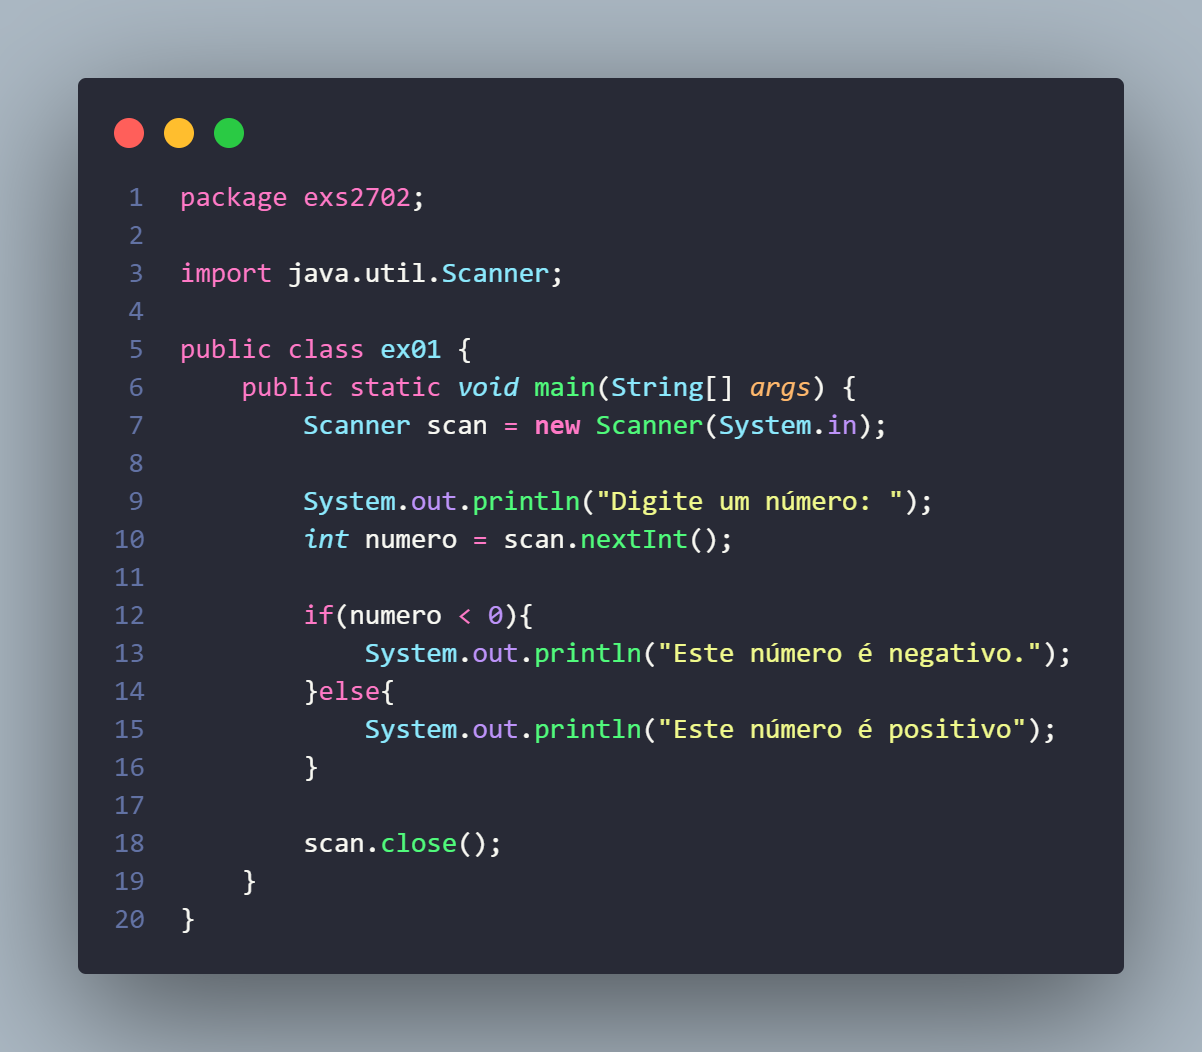 1 package exs2702;
2
3 import java.util.Scanner;
4
5 public class ex01 {
6     public static void main(String[] args) {
7         Scanner scan = new Scanner(System.in);
8
9         System.out.println("Digite um número: ");
10         int numero = scan.nextInt();
11
12         if(numero < 0){
13             System.out.println("Este número é negativo.");
14         }else{
15             System.out.println("Este número é positivo");
16         }
17
18         scan.close();
19     }
20 }